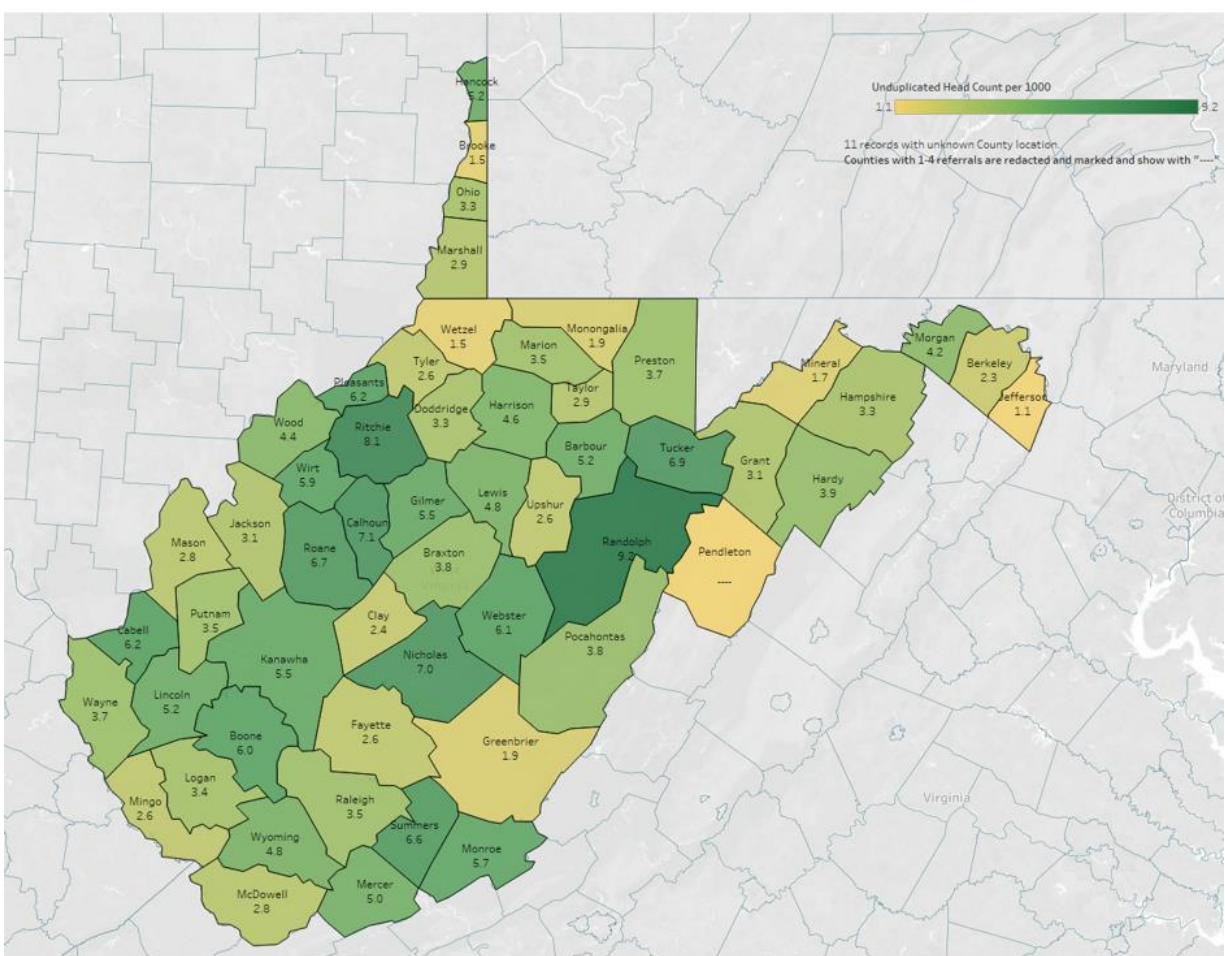 Unduplicated Head Count per 1000
1.1
9.2
11 records with unknown County location.
Counties with 1-4 referrals are redacted and marked and show with "----"
Hancock
5.2
Brooke
1.5
Ohio
3.3
Marshall
2.9
Wetzel
1.5
Monongalia
1.9
Marion
3.5
Preston
3.7
Tyler
2.6
Taylor
2.9
Pleasants
6.2
Doddridge
3.3
Harrison
4.6
Ritchie
8.1
Wood
4.4
Barbour
5.2
Tucker
6.9
Mineral
1.7
Hampshire
3.3
Morgan
4.2
Berkeley
2.3
Jefferson
1.1
Maryland
Grant
3.1
Hardy
3.9
District of
Columbia
Wirt
5.9
Gilmer
5.5
Lewis
4.8
Upshur
2.6
Calhoun
7.1
Jackson
3.1
Mason
2.8
Roane
6.7
Braxton
3.8
Randolph
9.2
Pendleton
----
Clay
2.4
Webster
6.1
Putnam
3.5
Cabell
6.2
Pocahontas
3.8
Kanawha
5.5
Nicholas
7.0
Lincoln
5.2
Wayne
3.7
Boone
6.0
Fayette
2.6
Greenbrier
1.9
Logan
3.4
Mingo
2.6
Raleigh
3.5
Virginia
Wyoming
4.8
Summers
6.6
Monroe
5.7
Mercer
5.0
McDowell
2.8